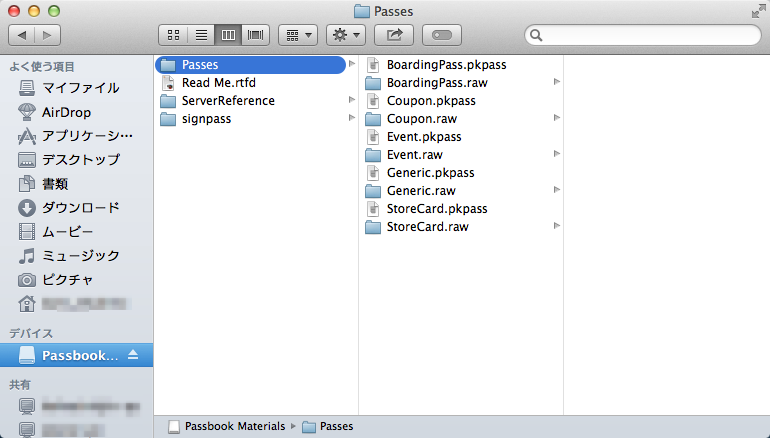 Passes
よく使う項目
マイファイル
AirDrop
アプリケーシ…
デスクトップ
書類
ダウンロード
ムービー
ミュージック
ピクチャ
デバイス
Passbook…
共有
Passes
Read Me.rtfd
ServerReference
signpass
BoardingPass.pkpass
BoardingPass.raw
Coupon.pkpass
Coupon.raw
Event.pkpass
Event.raw
Generic.pkpass
Generic.raw
StoreCard.pkpass
StoreCard.raw
Passbook Materials Passes